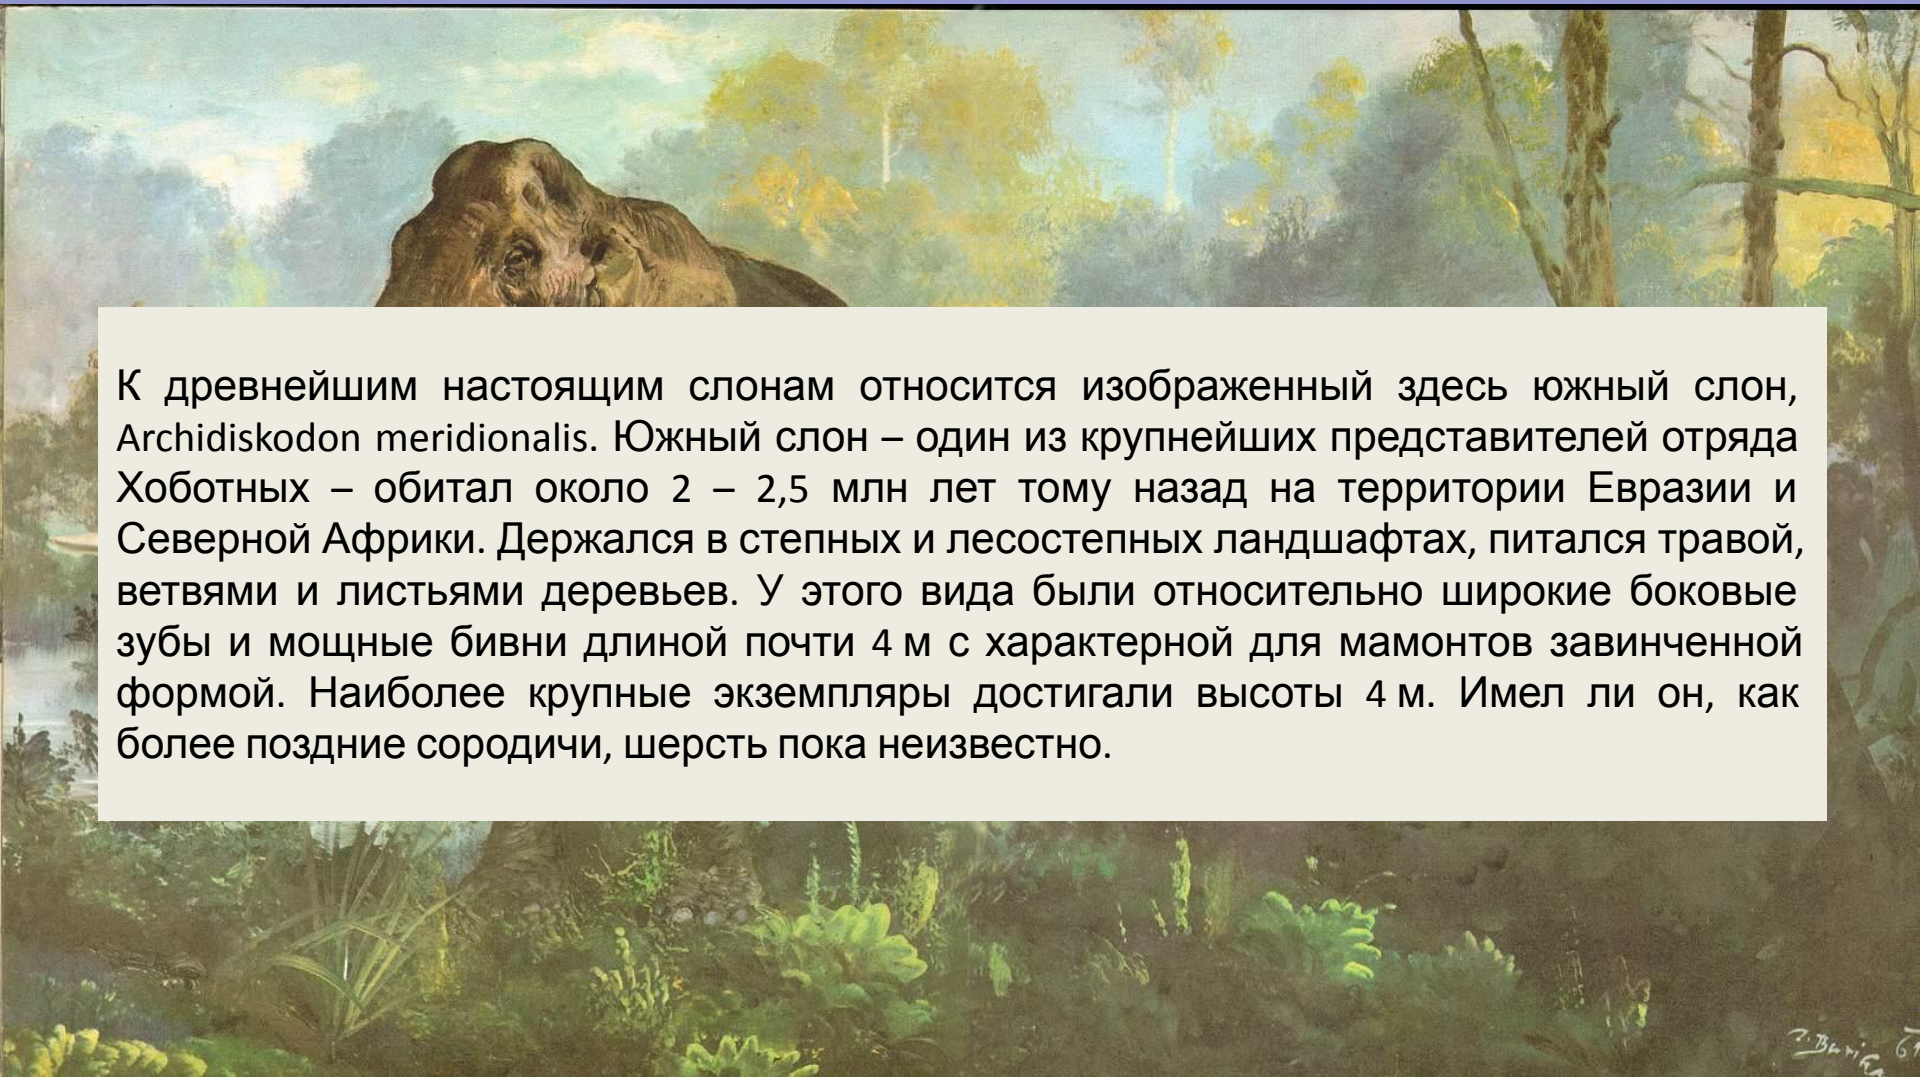 К древнейшим настоящим слонам относится изображенный здесь южный слон,
Archidiskodon meridionalis. Южный слон – один из крупнейших представителей отряда
Хоботных – обитал около 2 – 2,5 млн лет тому назад на территории Евразии и
Северной Африки. Держался в степных и лесостепных ландшафтах, питался травой,
ветвями и листьями деревьев. У этого вида были относительно широкие боковые
зубы и мощные бивни длиной почти 4 м с характерной для мамонтов завинченной
формой. Наиболее крупные экземпляры достигали высоты 4 м. Имел ли он, как
более поздние сородичи, шерсть пока неизвестно.